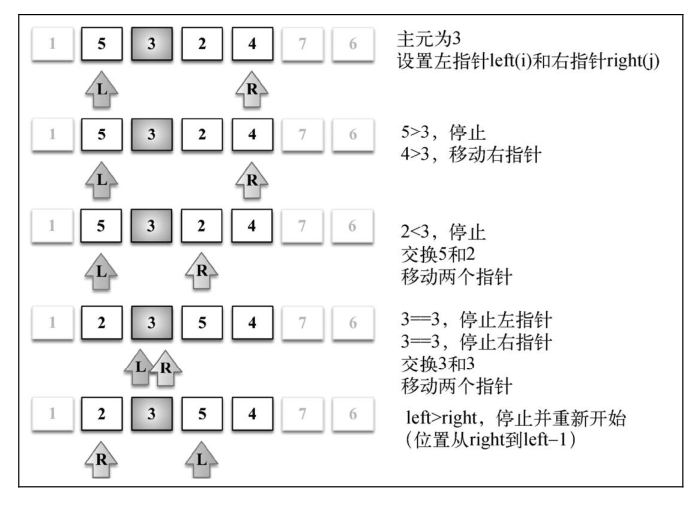 1 5 3 2 4 7 6
主元为3
设置左指针left(i)和右指针right(j)
L R
1 5 3 2 4 7 6
5>3，停止
4>3，移动右指针
L R
1 5 3 2 4 7 6
2<3，停止
交换5和2
移动两个指针
L R
1 2 3 5 4 7 6
3==3，停止左指针
3==3，停止右指针
交换3和3
移动两个指针
L R
1 2 3 5 4 7 6
left>right，停止并重新开始
（位置从right到left–1）
R L